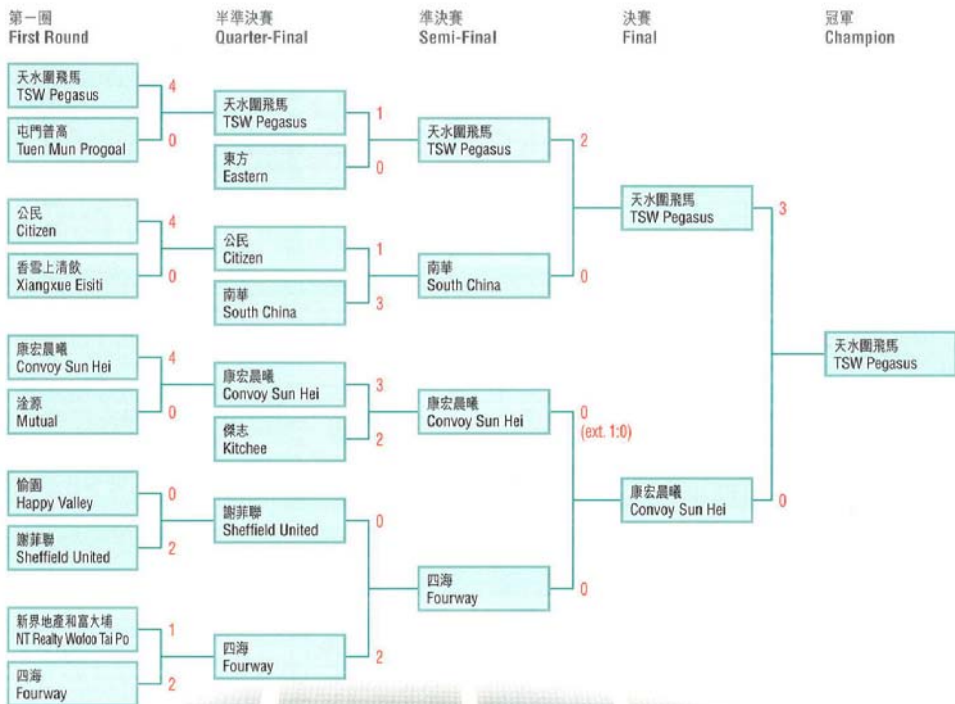 第一圈
First Round
半準決賽
Quarter-Final
準決賽
Semi-Final
決賽
Final
冠軍
Champion
天水圍飛馬
TSW Pegasus
4
屯門普高
Tuen Mun Progoal
0
公民
Citizen
4
香雪上清飲
Xiangxue Eisiti
0
康宏晨曦
Convoy Sun Hei
4
淦源
Mutual
0
愉園
Happy Valley
0
謝菲聯
Sheffield United
2
新界地產和富大埔
NT Realty Wofoo Tai Po
1
四海
Fourway
2
天水圍飛馬
TSW Pegasus
1
東方
Eastern
0
公民
Citizen
1
南華
South China
3
康宏晨曦
Convoy Sun Hei
3
傑志
Kitchee
2
謝菲聯
Sheffield United
0
四海
Fourway
2
天水圍飛馬
TSW Pegasus
2
南華
South China
0
康宏晨曦
Convoy Sun Hei
0
(ext. 1:0)
四海
Fourway
0
天水圍飛馬
TSW Pegasus
3
康宏晨曦
Convoy Sun Hei
0
天水圍飛馬
TSW Pegasus